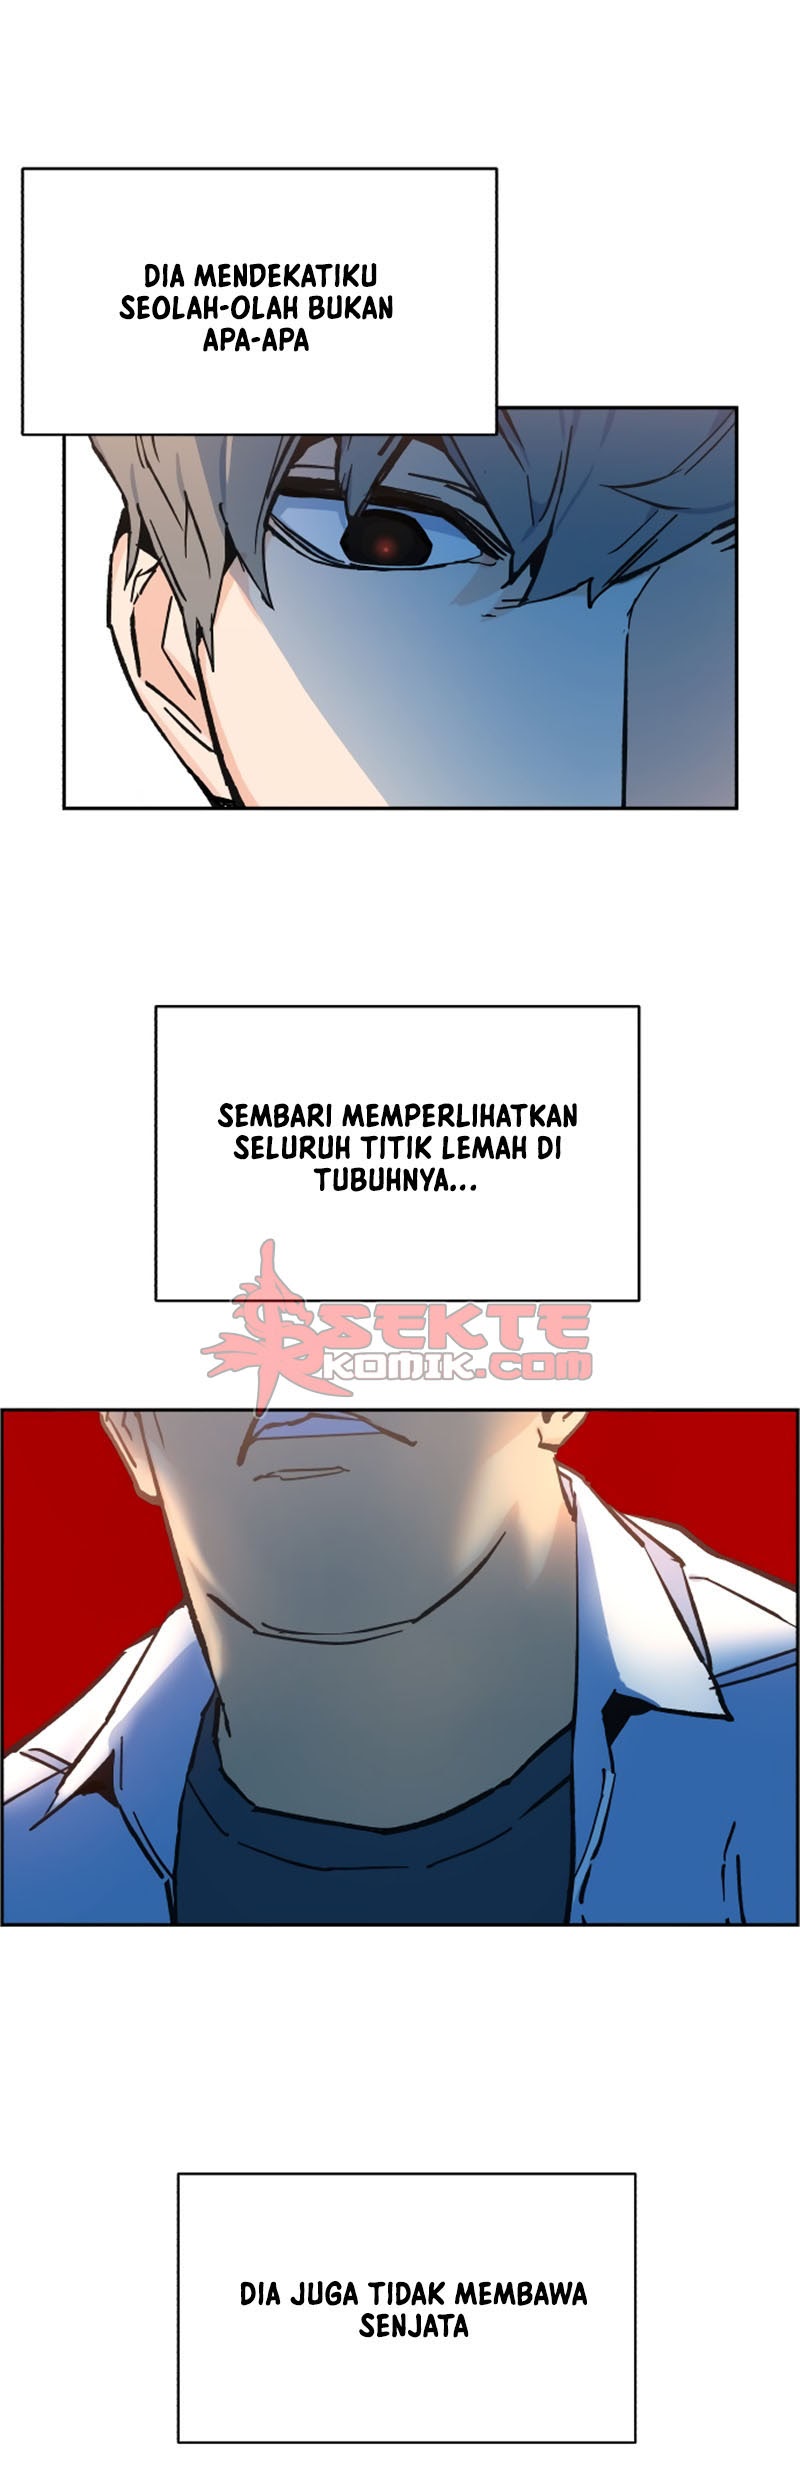 DIA MENDEKATIKU
SEOLAH-OLAH BUKAN
APA-APA
SEMBARI MEMPERLIHATKAN
SELURUH TITIK LEMAH DI
TUBUHNYA...
SEKTE
KOMIK.COM
DIA JUGA TIDAK MEMBAWA
SENJATA